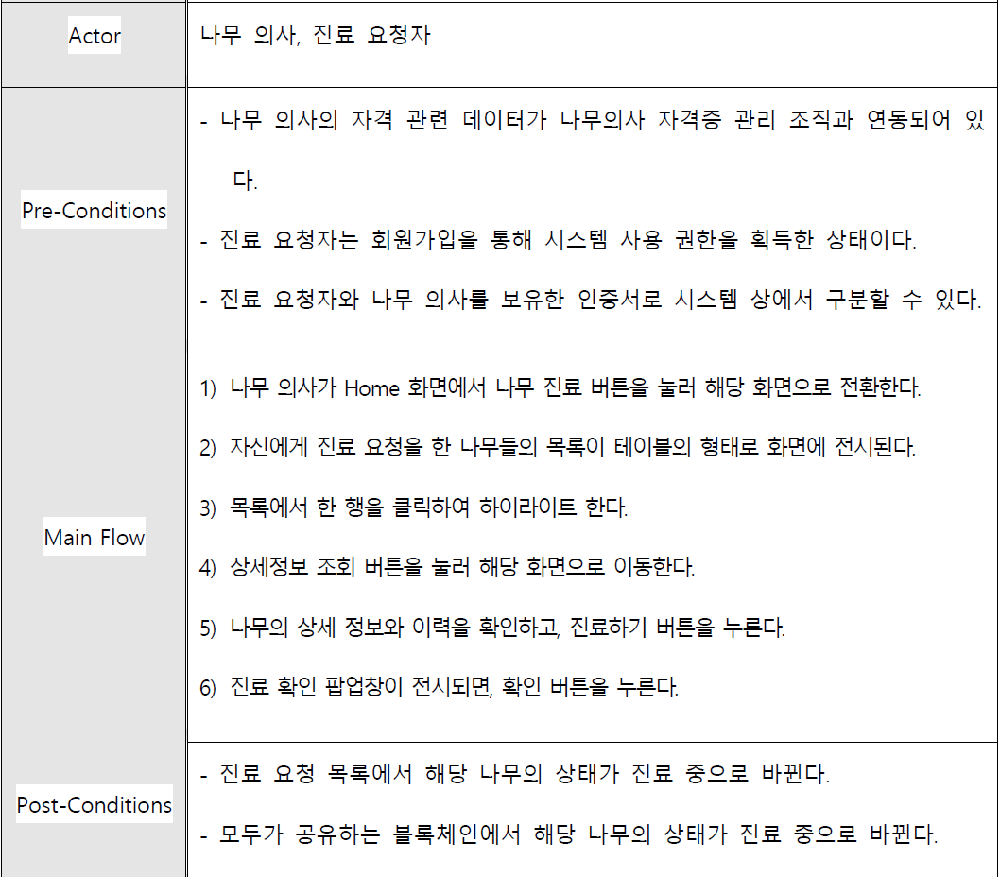 Actor
나무 의사, 진료 요청자
Pre-Conditions
- 나무 의사의 자격 관련 데이터가 나무의사 자격증 관리 조직과 연동되어 있
다.
- 진료 요청자는 회원가입을 통해 시스템 사용 권한을 획득한 상태이다.
- 진료 요청자와 나무 의사를 보유한 인증서로 시스템 상에서 구분할 수 있다.
Main Flow
1) 나무 의사가 Home 화면에서 나무 진료 버튼을 눌러 해당 화면으로 전환한다.
2) 자신에게 진료 요청을 한 나무들의 목록이 테이블의 형태로 화면에 전시된다.
3) 목록에서 한 행을 클릭하여 하이라이트 한다.
4) 상세정보 조회 버튼을 눌러 해당 화면으로 이동한다.
5) 나무의 상세 정보와 이력을 확인하고, 진료하기 버튼을 누른다.
6) 진료 확인 팝업창이 전시되면, 확인 버튼을 누른다.
Post-Conditions
- 진료 요청 목록에서 해당 나무의 상태가 진료 중으로 바뀐다.
- 모두가 공유하는 블록체인에서 해당 나무의 상태가 진료 중으로 바뀐다.